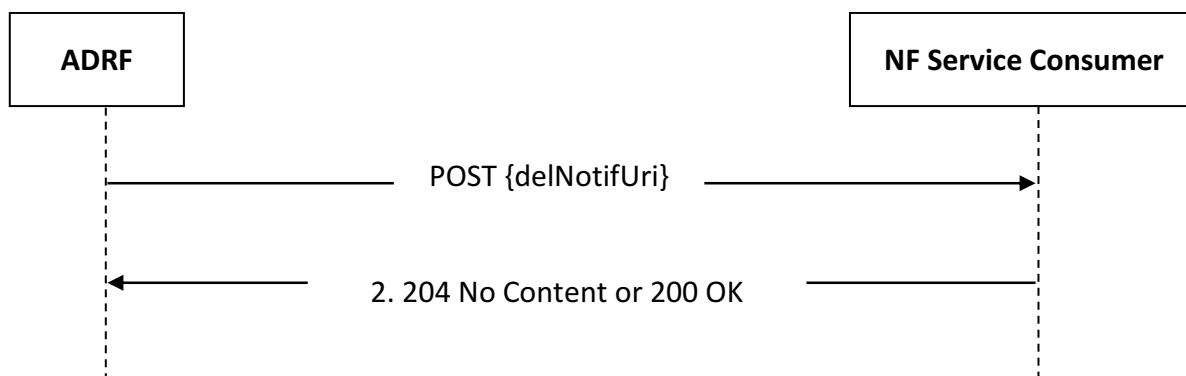 ADRF
NF Service Consumer
POST {delNotifUri}
2. 204 No Content or 200 OK